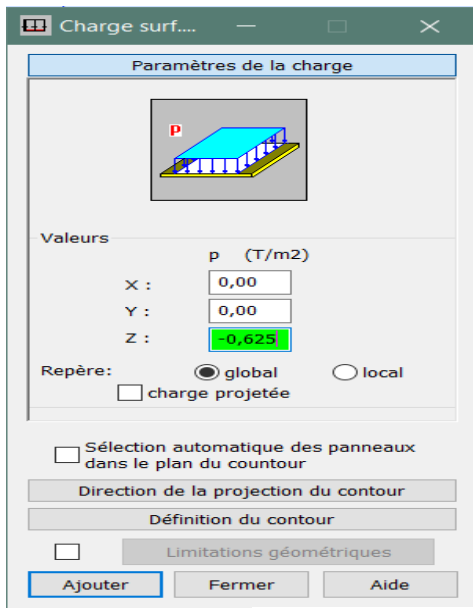 Charge surf....
Paramètres de la charge
P
Valeurs
p (T/m2)
X : 0,00
Y : 0,00
Z : -0,625
Repère: global local
charge projetée
Sélection automatique des panneaux
dans le plan du countour
Direction de la projection du contour
Définition du contour
Limitations géométriques
Ajouter Fermer Aide